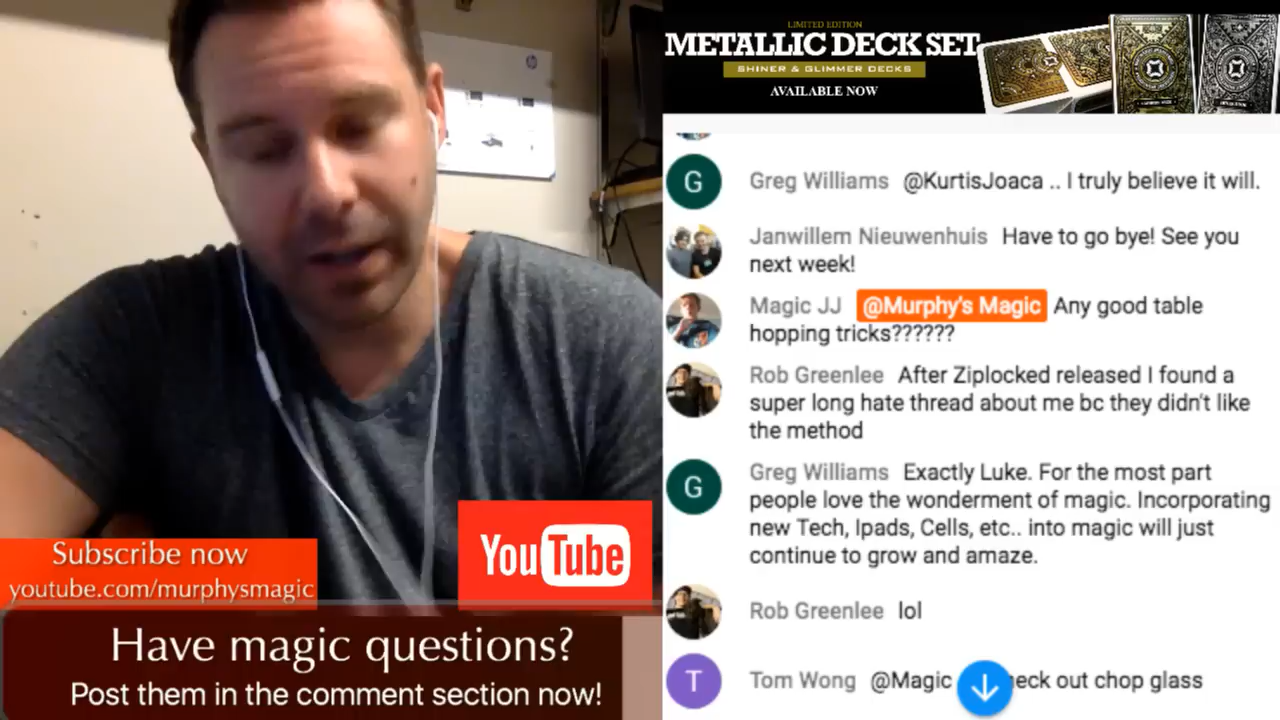 LIMITED EDITION
METALLIC DECK SET
SHINER & GLIMMER DECKS
AVAILABLE NOW
G
Greg Williams @KurtisJoaca .. I truly believe it will.
Janwillem Nieuwenhuis Have to go bye! See you
next week!
Magic JJ @Murphy's Magic Any good table
hopping tricks??????
Rob Greenlee After Ziplocked released I found a
super long hate thread about me bc they didn't like
the method
G
Greg Williams Exactly Luke. For the most part
people love the wonderment of magic. Incorporating
new Tech, Ipads, Cells, etc.. into magic will just
continue to grow and amaze.
Rob Greenlee lol
T
Tom Wong @Magic eck out chop glass
Subscribe now
youtube.com/murphysmagic
YouTube
Have magic questions?
Post them in the comment section now!